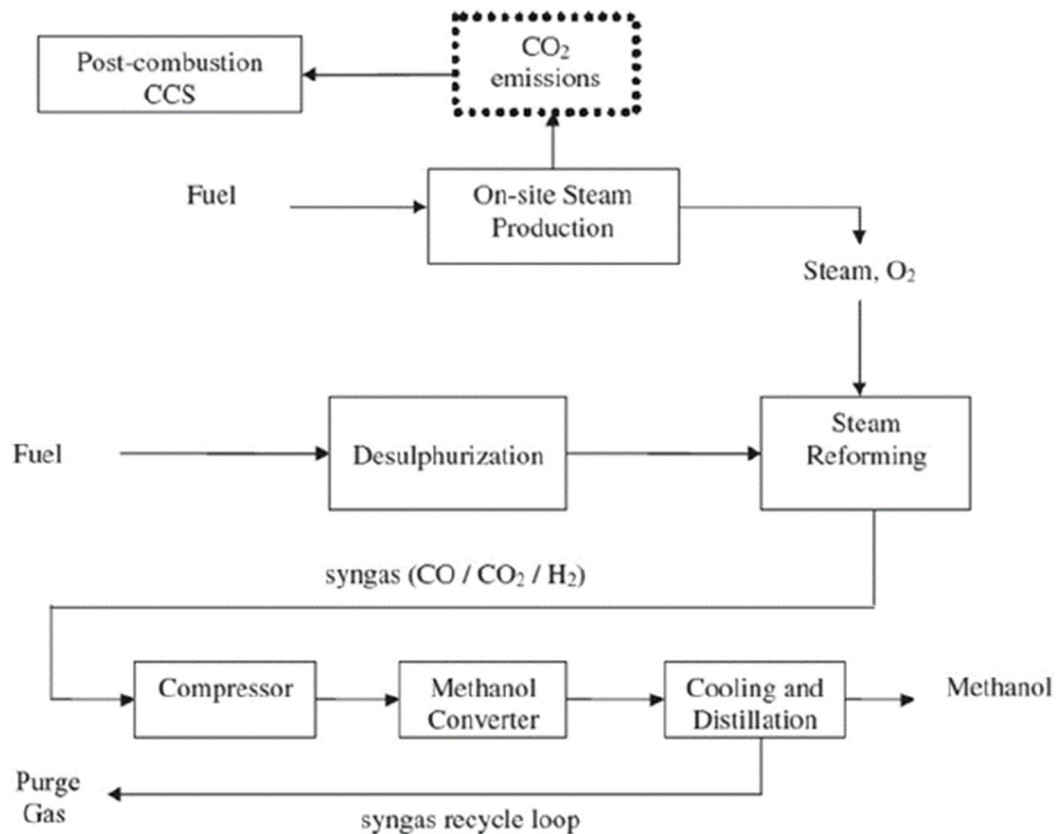 CO₂
emissions
Post-combustion
CCS
Fuel
On-site Steam
Production
Steam, O₂
Fuel
Desulphurization
Steam
Reforming
syngas (CO / CO₂ / H₂)
Compressor
Methanol
Converter
Cooling and
Distillation
Methanol
Purge
Gas
syngas recycle loop